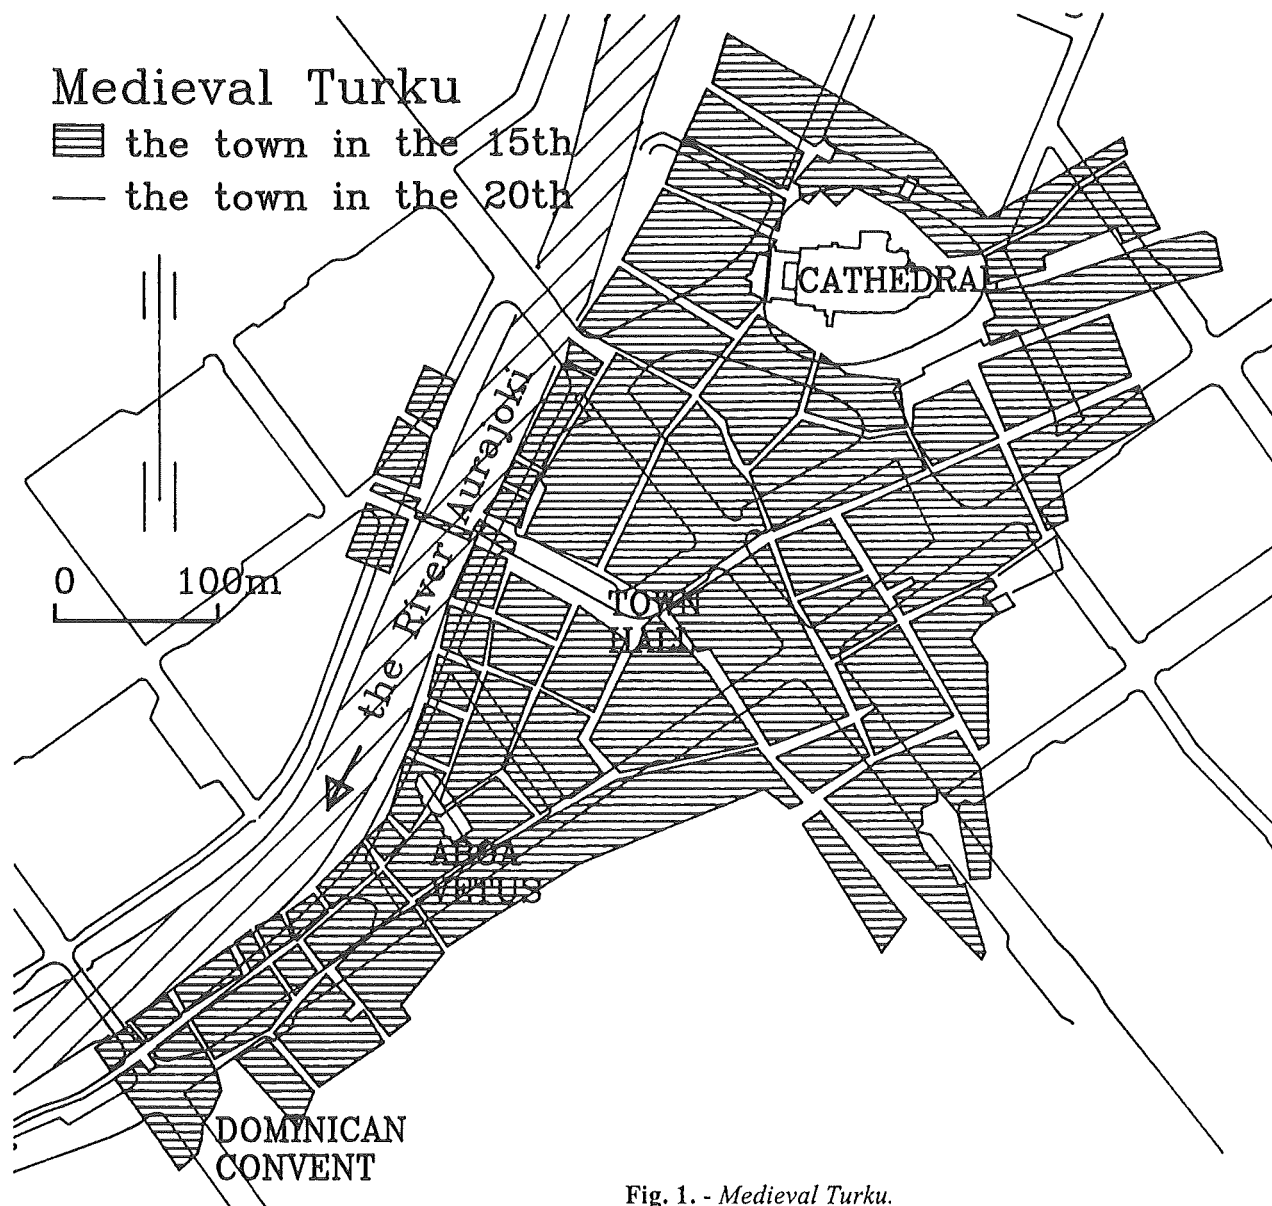 Medieval Turku
the town in the 15th
the town in the 20th
CATHEDRAL
the River Aurajoki
0 100m
TOWN
HALL
ABOA
VETUS
DOMINICAN
CONVENT
Fig. 1. - Medieval Turku.